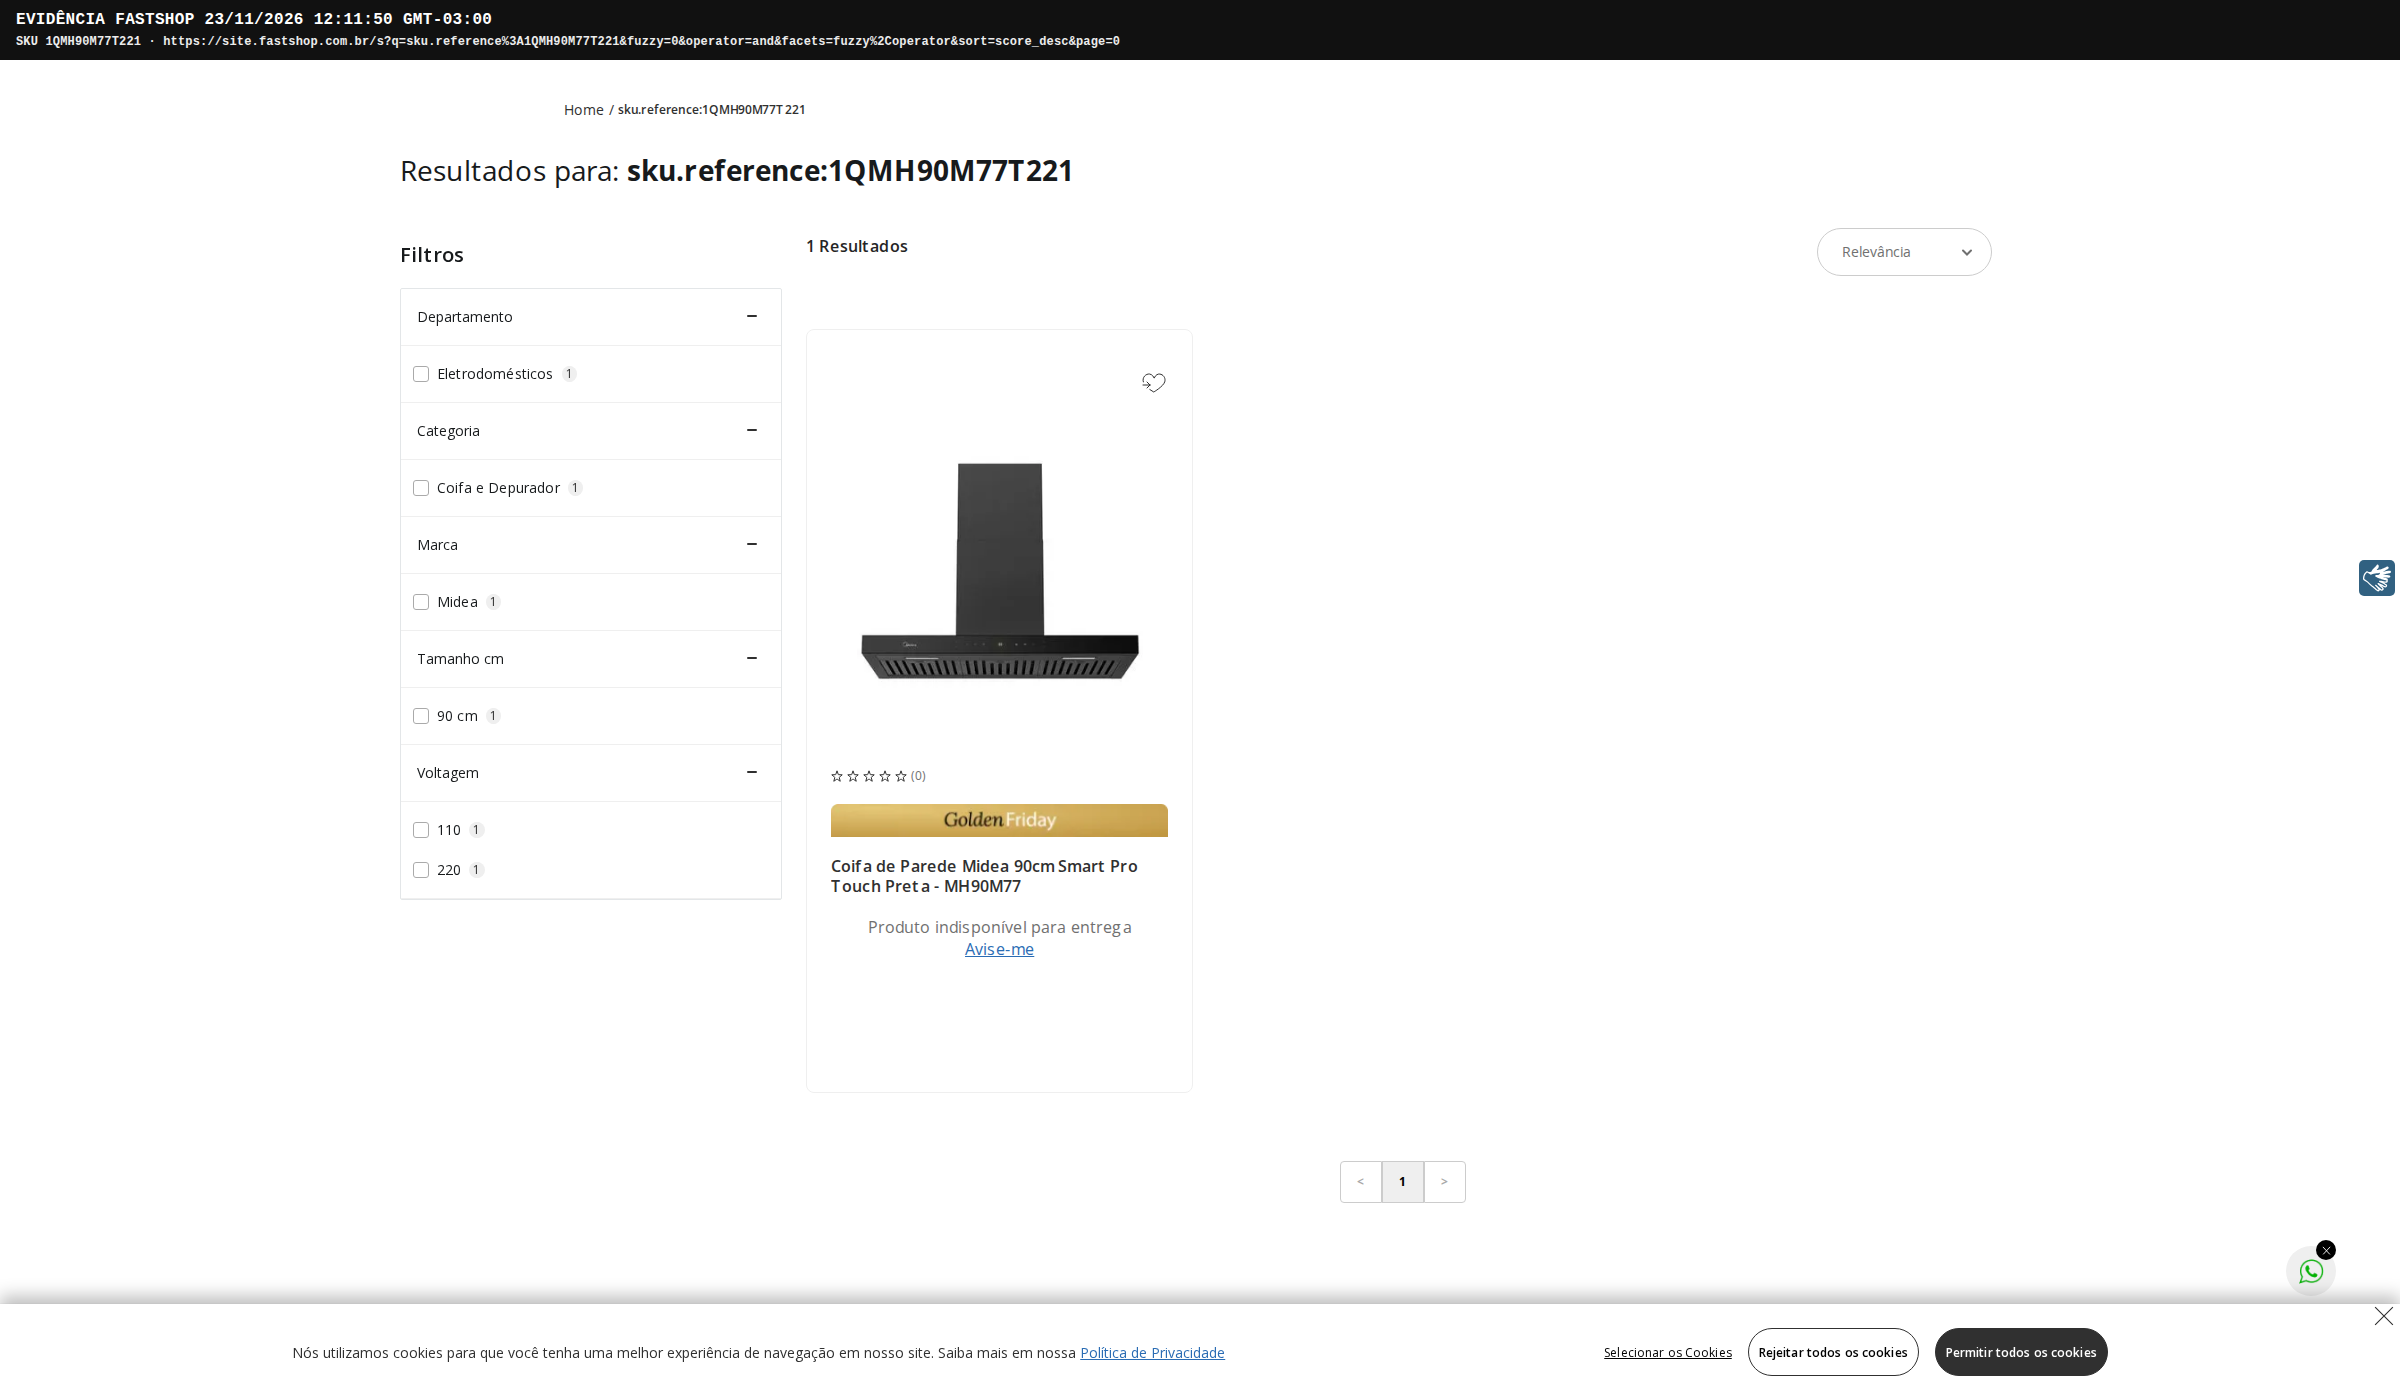 EVIDÊNCIA FASTSHOP 23/11/2026 12:11:50 GMT-03:00
SKU 1QMH90M77T221 · https://site.fastshop.com.br/s?q=sku.reference%3A1QMH90M77T221&fuzzy=0&operator=and&facets=fuzzy%2Coperator&sort=score_desc&page=0
Home / sku.reference:1QMH90M77T221
Resultados para: sku.reference:1QMH90M77T221
Filtros
1 Resultados
Relevância
Departamento
Eletrodomésticos 1
Categoria
Coifa e Depurador 1
Marca
Midea 1
Tamanho cm
90 cm 1
Voltagem
110 1
220 1
(0)
Golden Friday
Coifa de Parede Midea 90cm Smart Pro
Touch Preta - MH90M77
Produto indisponível para entrega
Avise-me
< 1 >
Nós utilizamos cookies para que você tenha uma melhor experiência de navegação em nosso site. Saiba mais em nossa Política de Privacidade
Selecionar os Cookies
Rejeitar todos os cookies
Permitir todos os cookies